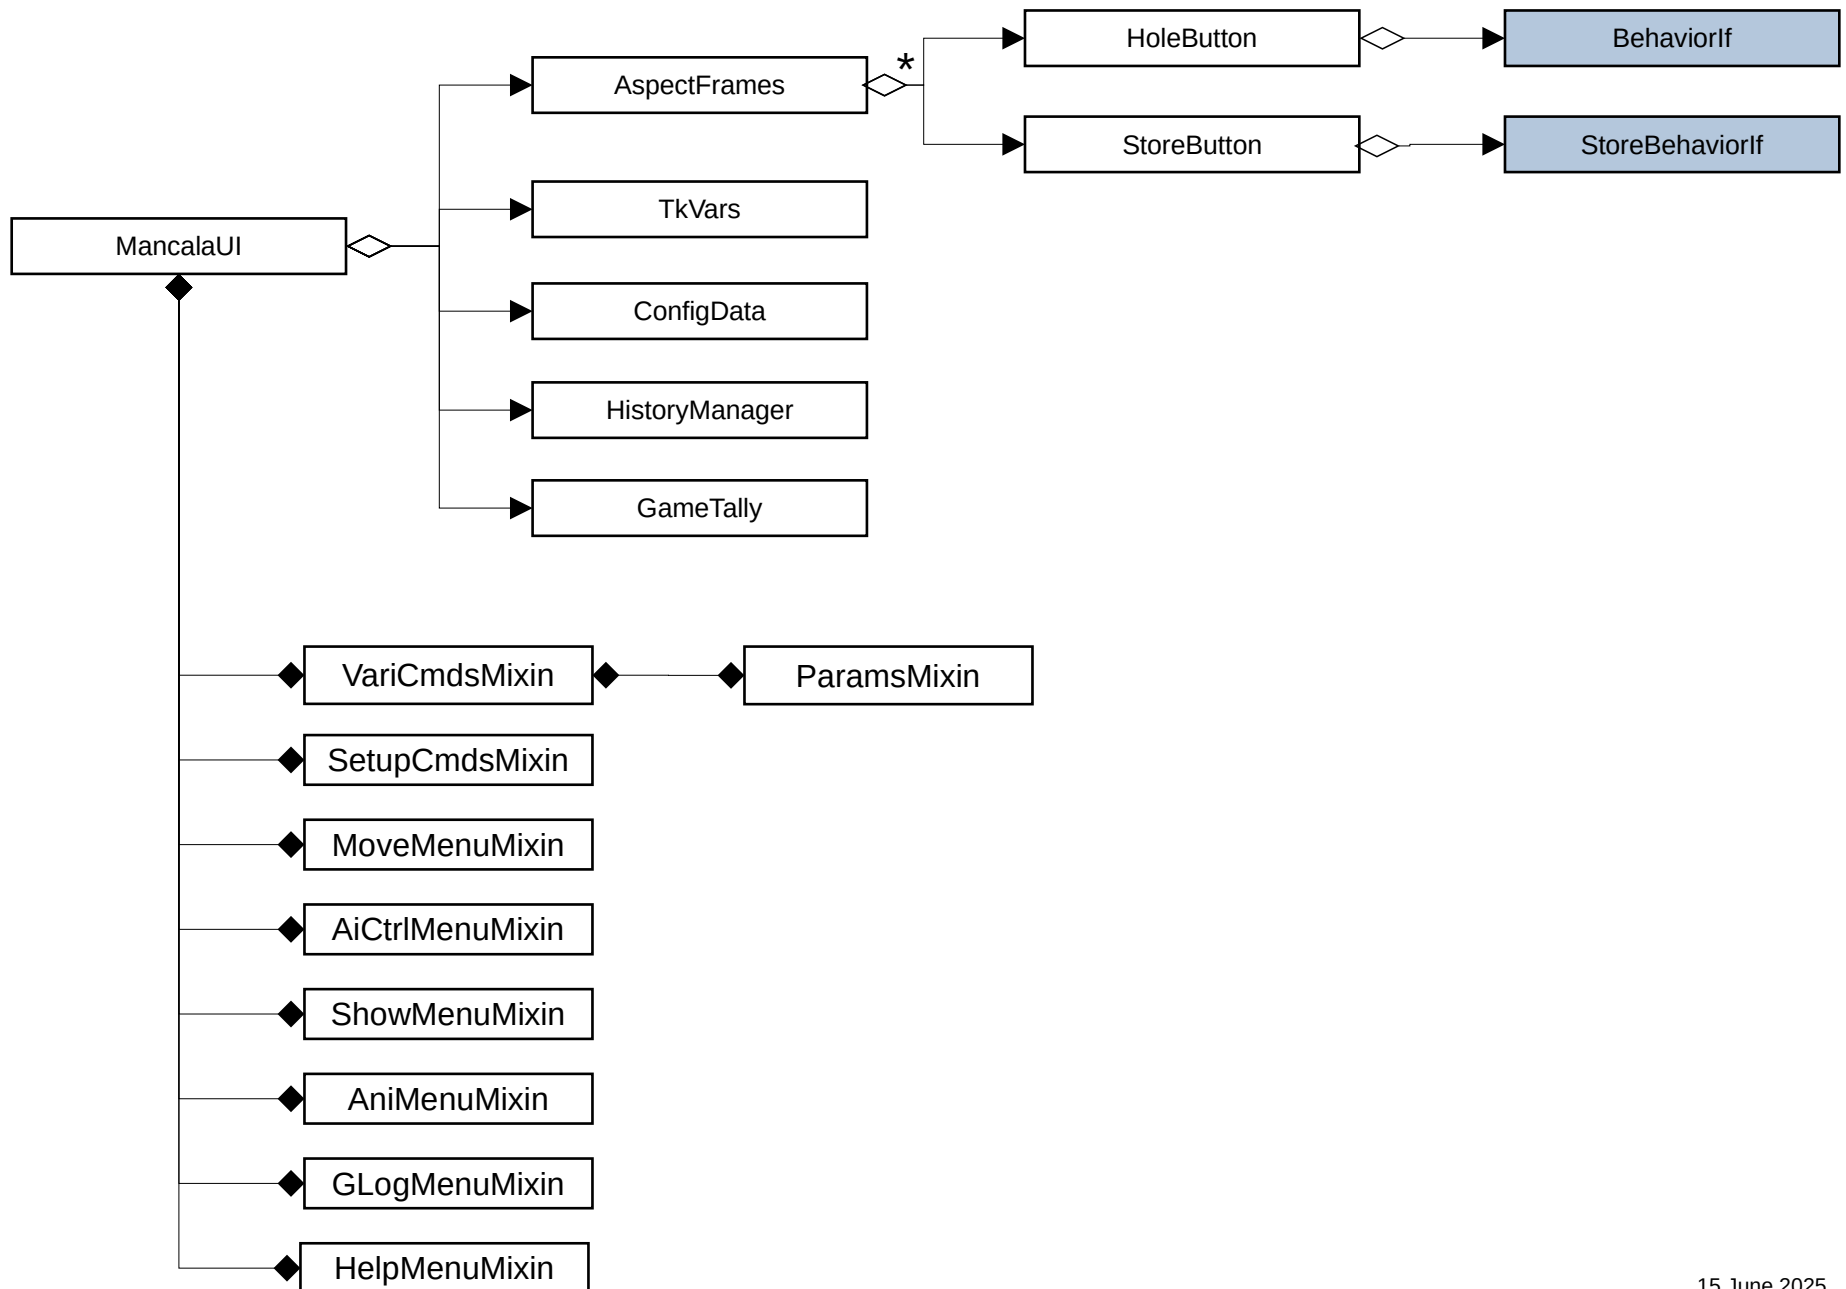 HoleButton
BehaviorIf
*
AspectFrames
StoreButton
StoreBehaviorIf
TkVars
MancalaUI
ConfigData
HistoryManager
GameTally
VariCmdsMixin
ParamsMixin
SetupCmdsMixin
MoveMenuMixin
AiCtrlMenuMixin
ShowMenuMixin
AniMenuMixin
GLogMenuMixin
HelpMenuMixin
15 June 2025